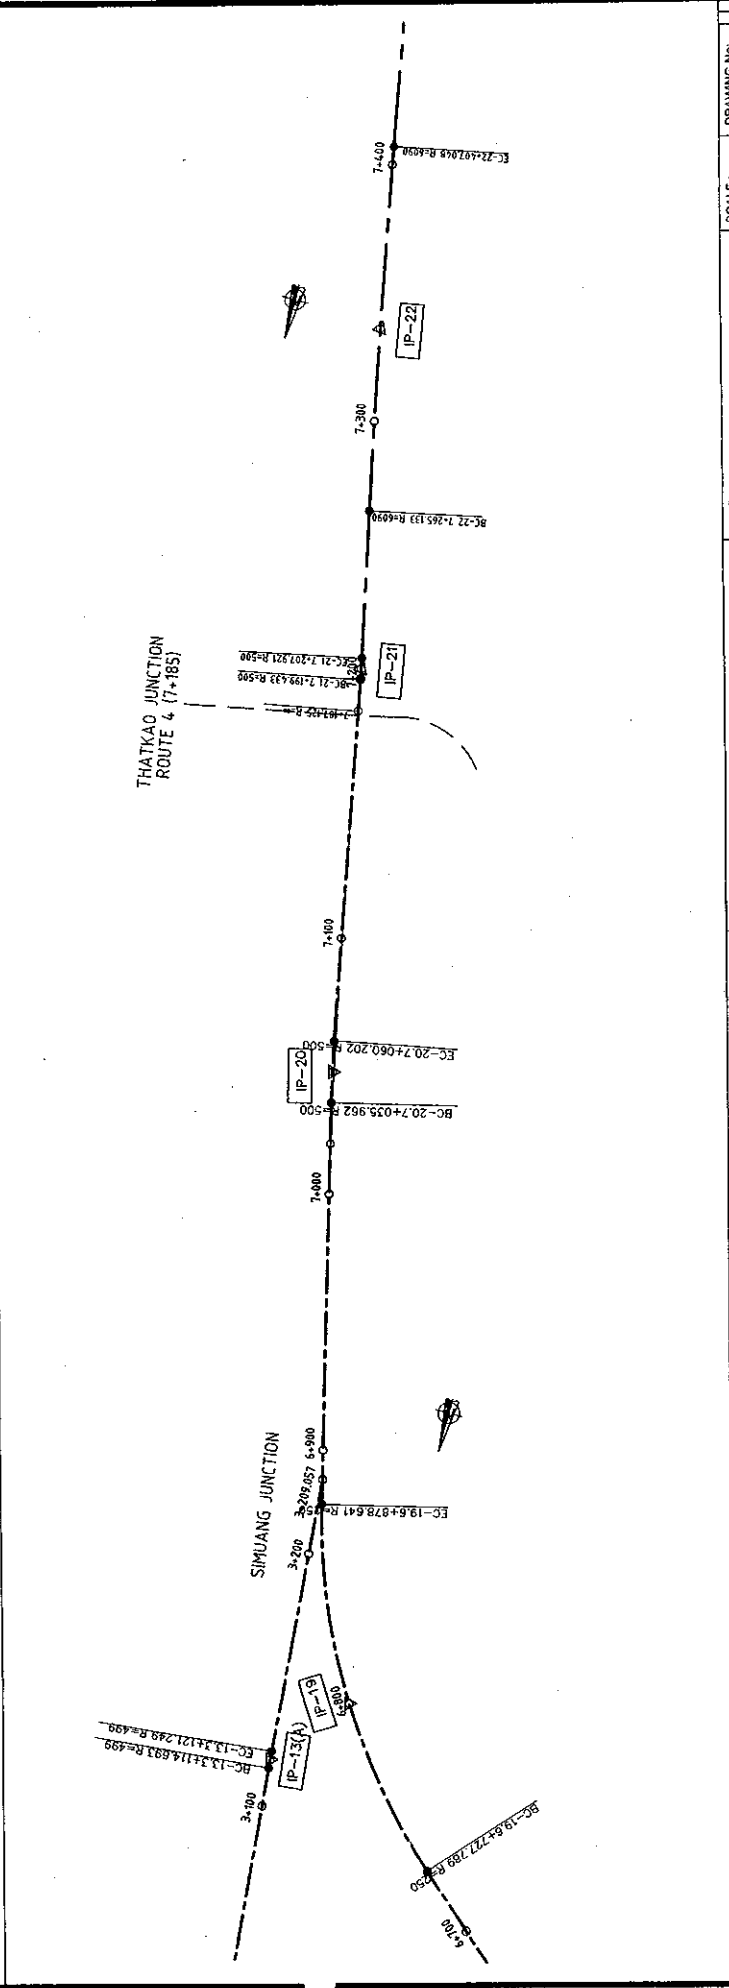 7+400
EC-22+407.048 R=6090
IP-22
7+300
BC-22 7+265.133 R=6090
THATKAO JUNCTION
ROUTE 4 (7+185)
EC-21 7+207.921 R=500
BC-21 7+199.433 R=500
IP-21
7+100
EC-20.7+060.202 R=500
IP-20
BC-20.7+035.962 R=500
7+000
6+900
SIMUANG JUNCTION
3+209.057
EC-19.6+878.641
3+200
IP-19
6+800
EC-13.3+121.249 R=499
BC-13.3+114.693 R=499
IP-13(A)
3+100
BC-19.6+727.789 R=250
6+700
DRAWING No:
SCALE